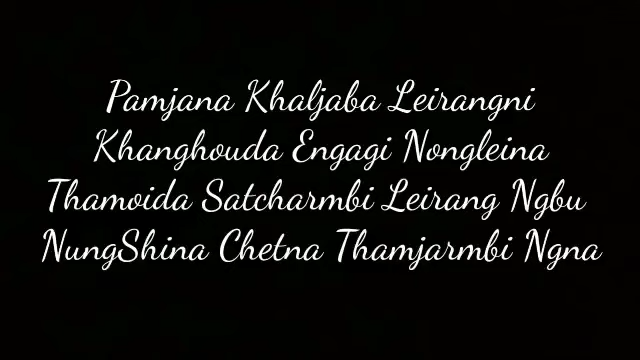 Pamjana Khaljaba Leirangni
Khanghouda Engagi Nongleina
Thamoida Satcharmbi Leirang Ngbu
NungShina Chetna Thamjarmbi Ngna